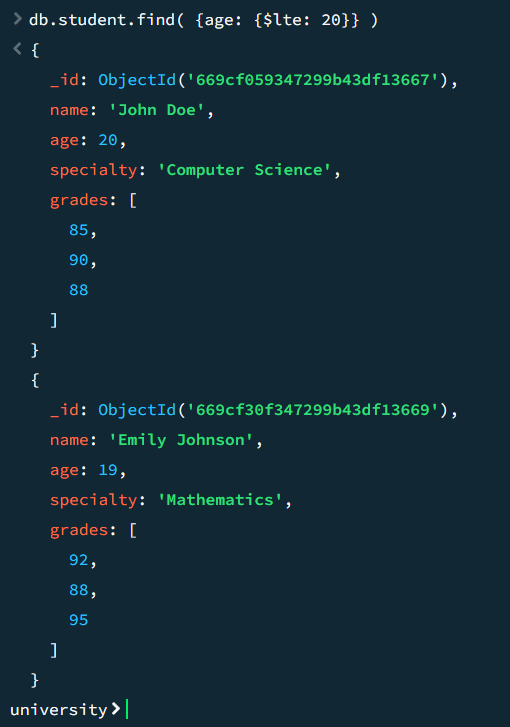 > db.student.find( {age: {$lte: 20}} )
< {
_id: ObjectId('669cf059347299b43df13667'),
name: 'John Doe',
age: 20,
specialty: 'Computer Science',
grades: [
85,
90,
88
]
}
{
_id: ObjectId('669cf30f347299b43df13669'),
name: 'Emily Johnson',
age: 19,
specialty: 'Mathematics',
grades: [
92,
88,
95
]
}
university>